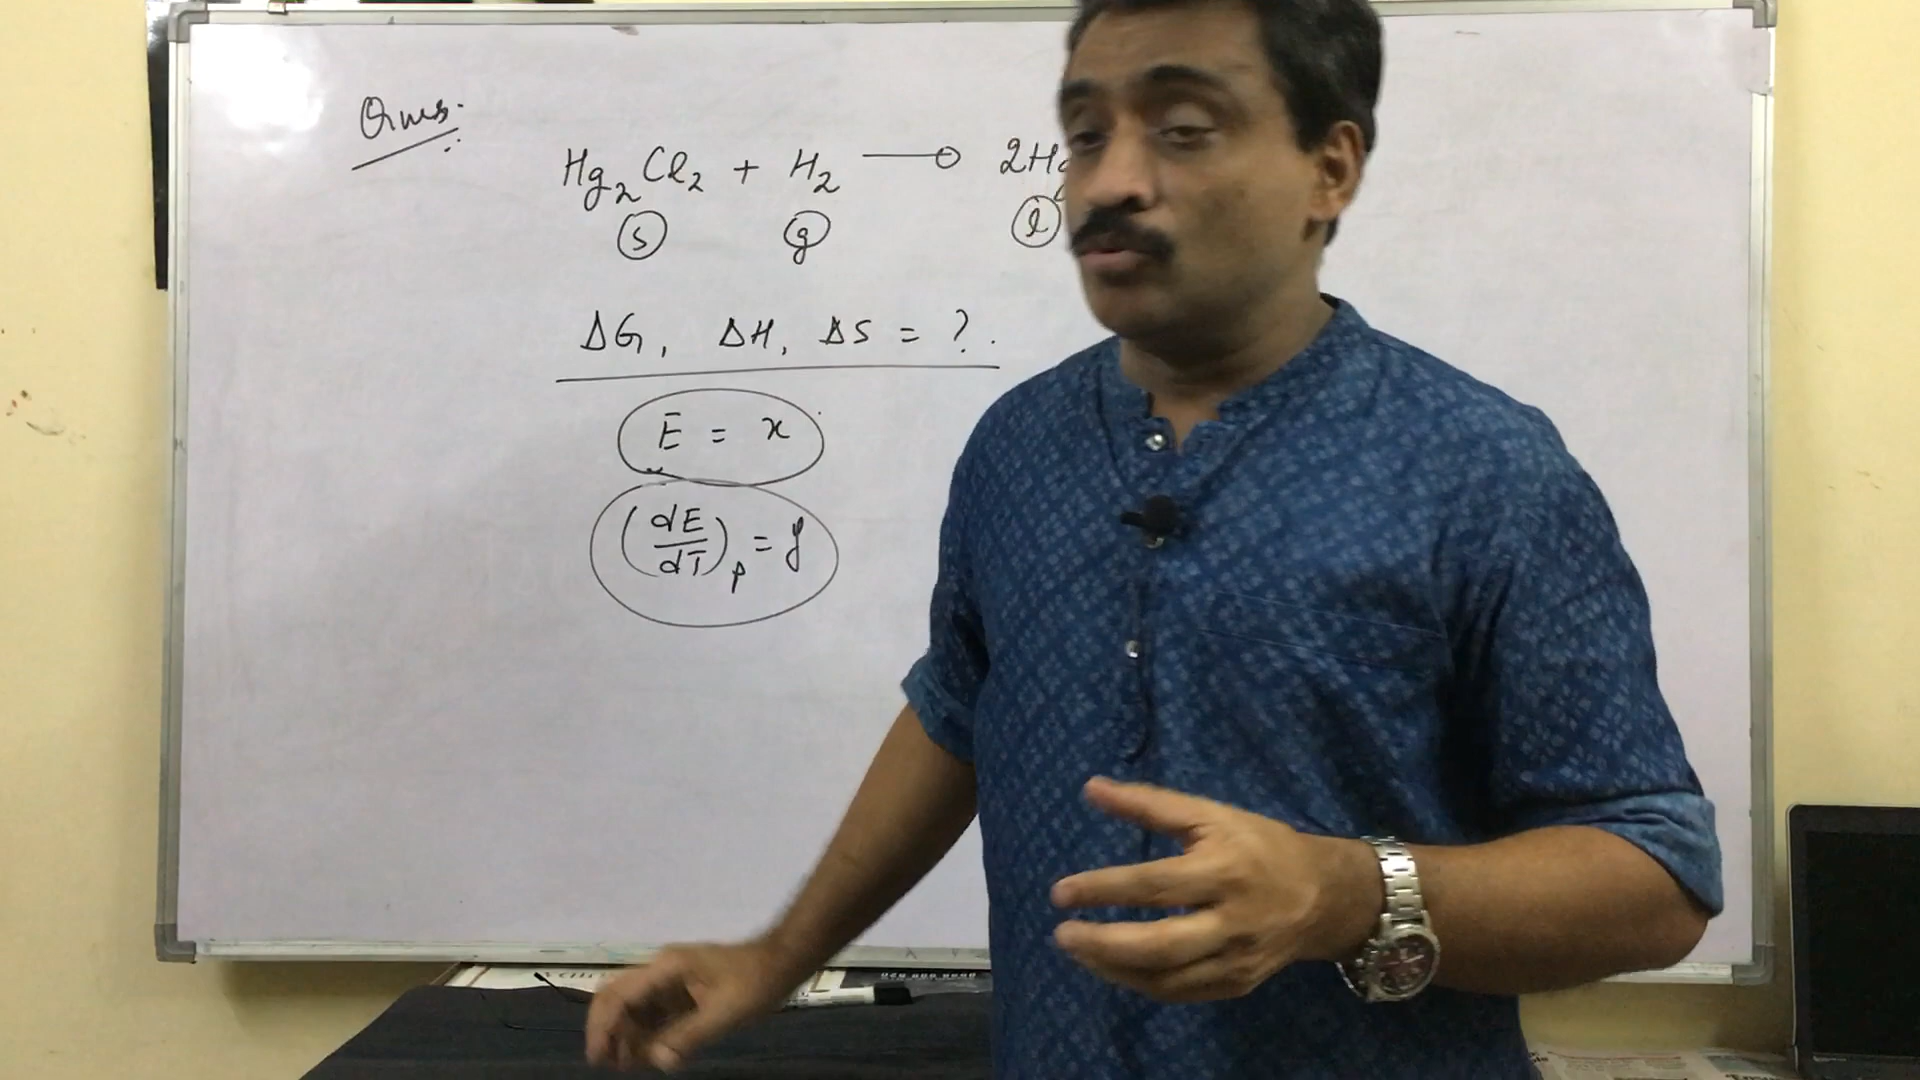 Ques.
Hg₂Cl₂ + H₂ ⟶ 2Hg
(s) (g) (l)
ΔG, ΔH, ΔS = ?.
E = x
(dE/dT)ₚ = y